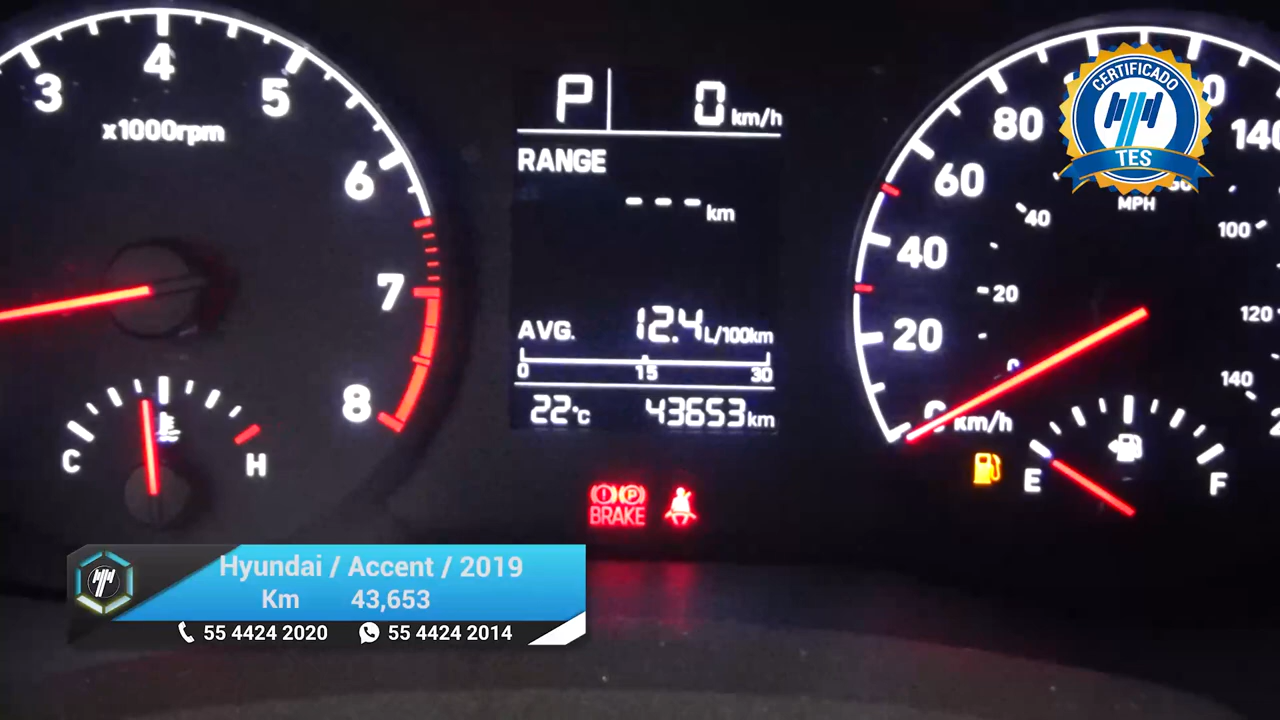 3 4 5 6 7 8
x1000rpm
C H
P 0 km/h
RANGE
--- km
AVG. 12.4 L/100km
0 15 30
22°C 43653 km
BRAKE
0 20 40 60 80
km/h
MPH
0 20 40
100 120 140
E F
CERTIFICADO
TES
Hyundai / Accent / 2019
Km 43,653
55 4424 2020 55 4424 2014